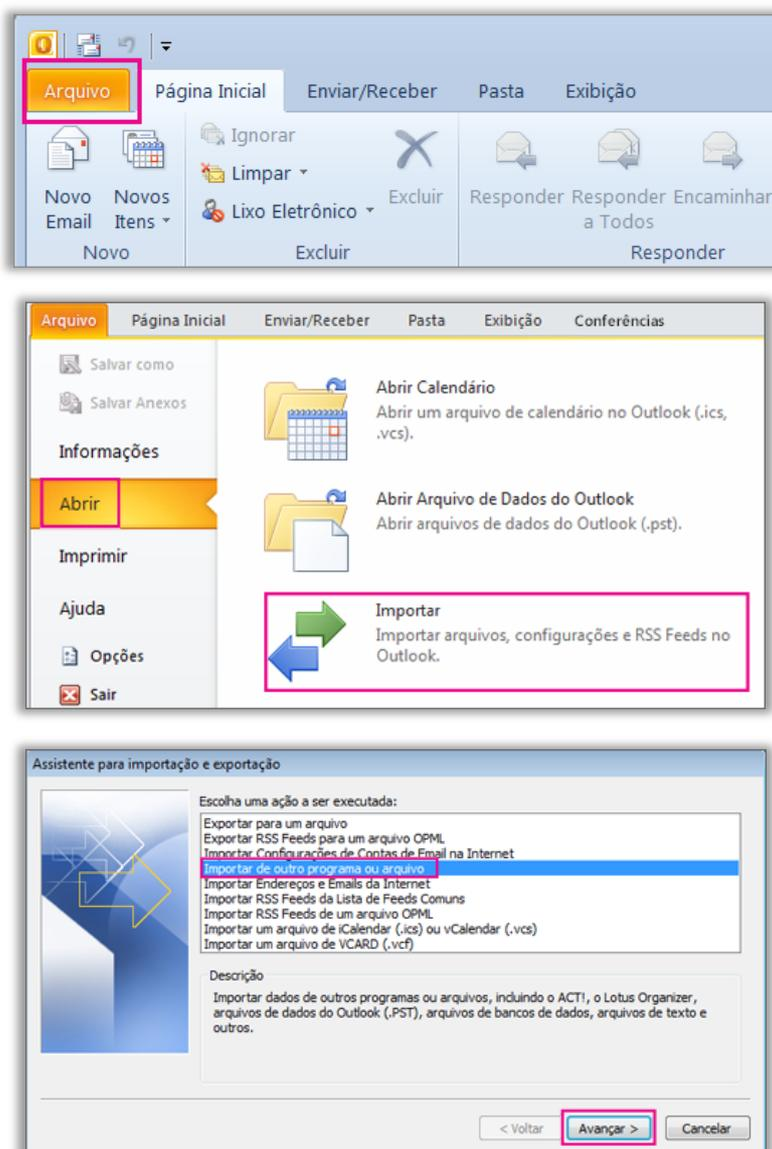 Arquivo Página Inicial Enviar/Receber Pasta Exibição
Ignorar
Limpar
Lixo Eletrônico
Novo Email
Novos Itens
Excluir
Responder
Responder a Todos
Encaminhar
Novo Excluir Responder
Arquivo Página Inicial Enviar/Receber Pasta Exibição Conferências
Salvar como
Salvar Anexos
Informações
Abrir
Imprimir
Ajuda
Opções
Sair
Abrir Calendário
Abrir um arquivo de calendário no Outlook (.ics,
.vcs).
Abrir Arquivo de Dados do Outlook
Abrir arquivos de dados do Outlook (.pst).
Importar
Importar arquivos, configurações e RSS Feeds no
Outlook.
Assistente para importação e exportação
Escolha uma ação a ser executada:
Exportar para um arquivo
Exportar RSS Feeds para um arquivo OPML
Importar Configurações de Contas de Email na Internet
Importar de outro programa ou arquivo
Importar Endereços e Emails da Internet
Importar RSS Feeds da Lista de Feeds Comuns
Importar RSS Feeds de um arquivo OPML
Importar um arquivo de iCalendar (.ics) ou vCalendar (.vcs)
Importar um arquivo de VCARD (.vcf)
Descrição
Importar dados de outros programas ou arquivos, incluindo o ACT!, o Lotus Organizer,
arquivos de dados do Outlook (.PST), arquivos de bancos de dados, arquivos de texto e
outros.
< Voltar Avançar > Cancelar